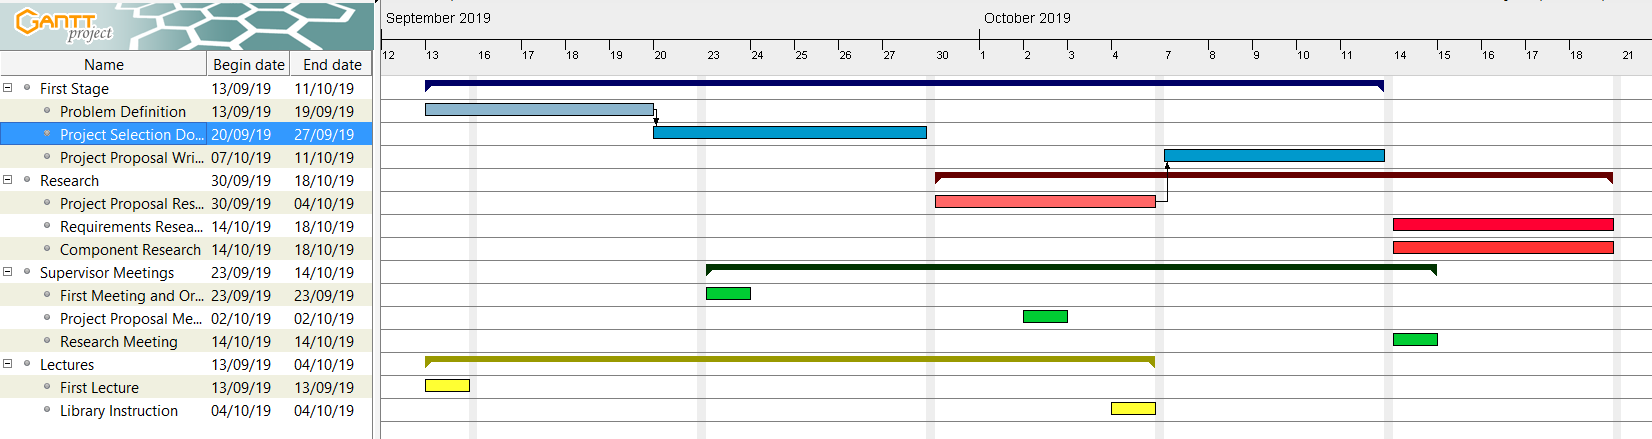 GANTT
project
September 2019
October 2019
12 13 16 17 18 19 20 23 24 25 26 27 30 1 2 3 4 7 8 9 10 11 14 15 16 17 18 21
Name Begin date End date
First Stage 13/09/19 11/10/19
Problem Definition 13/09/19 19/09/19
Project Selection Do... 20/09/19 27/09/19
Project Proposal Wri... 07/10/19 11/10/19
Research 30/09/19 18/10/19
Project Proposal Res... 30/09/19 04/10/19
Requirements Resea... 14/10/19 18/10/19
Component Research 14/10/19 18/10/19
Supervisor Meetings 23/09/19 14/10/19
First Meeting and Or... 23/09/19 23/09/19
Project Proposal Me... 02/10/19 02/10/19
Research Meeting 14/10/19 14/10/19
Lectures 13/09/19 04/10/19
First Lecture 13/09/19 13/09/19
Library Instruction 04/10/19 04/10/19